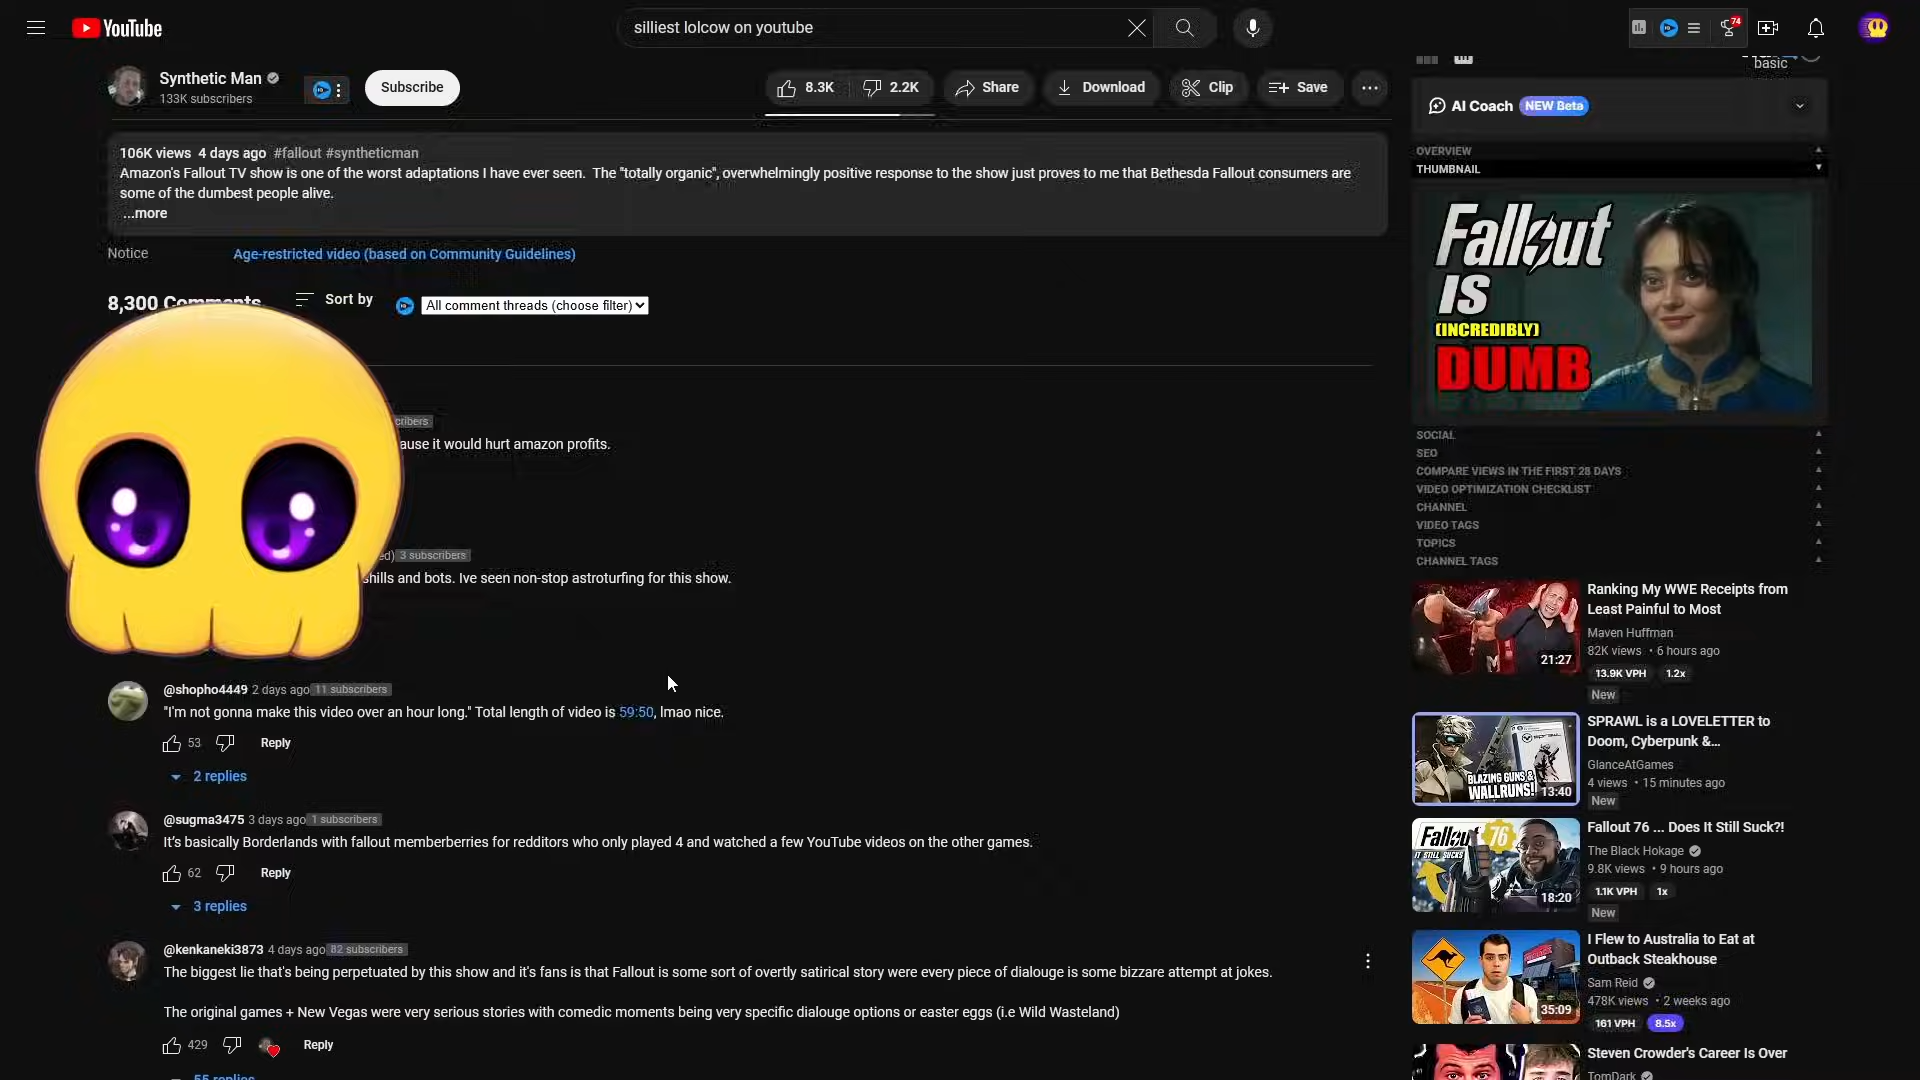 YouTube
silliest lolcow on youtube
74
Synthetic Man
133K subscribers
Subscribe
8.3K
2.2K
Share
Download
Clip
Save
basic
AI Coach NEW Beta
OVERVIEW
THUMBNAIL
106K views 4 days ago #fallout #syntheticman
Amazon's Fallout TV show is one of the worst adaptations I have ever seen. The "totally organic", overwhelmingly positive response to the show just proves to me that Bethesda Fallout consumers are
some of the dumbest people alive.
...more
Notice
Age-restricted video (based on Community Guidelines)
8,300 Comments
Sort by
All comment threads (choose filter)
Fallout
IS
(INCREDIBLY)
DUMB
cribers
ause it would hurt amazon profits.
ed) 3 subscribers
shills and bots. Ive seen non-stop astroturfing for this show.
@shopho4449 2 days ago 11 subscribers
"I'm not gonna make this video over an hour long." Total length of video is 59:50, lmao nice.
53
Reply
2 replies
@sugma3475 3 days ago 1 subscribers
It's basically Borderlands with fallout memberberries for redditors who only played 4 and watched a few YouTube videos on the other games.
62
Reply
3 replies
@kenkaneki3873 4 days ago 82 subscribers
The biggest lie that's being perpetuated by this show and it's fans is that Fallout is some sort of overtly satirical story were every piece of dialouge is some bizzare attempt at jokes.
The original games + New Vegas were very serious stories with comedic moments being very specific dialouge options or easter eggs (i.e Wild Wasteland)
429
Reply
55 replies
SOCIAL
SEO
COMPARE VIEWS IN THE FIRST 28 DAYS
VIDEO OPTIMIZATION CHECKLIST
CHANNEL
VIDEO TAGS
TOPICS
CHANNEL TAGS
21:27
Ranking My WWE Receipts from
Least Painful to Most
Maven Huffman
82K views • 6 hours ago
13.9K VPH 1.2x
New
BLAZING GUNS &
WALLRUNS!!
13:40
SPRAWL is a LOVELETTER to
Doom, Cyberpunk &...
GlanceAtGames
4 views • 15 minutes ago
New
Fallout 76
IT STILL SUCKS
18:20
Fallout 76 ... Does It Still Suck?!
The Black Hokage
9.8K views • 9 hours ago
1.1K VPH 1x
New
35:09
I Flew to Australia to Eat at
Outback Steakhouse
Sam Reid
478K views • 2 weeks ago
161 VPH 8.5x
Steven Crowder's Career Is Over
TomDark